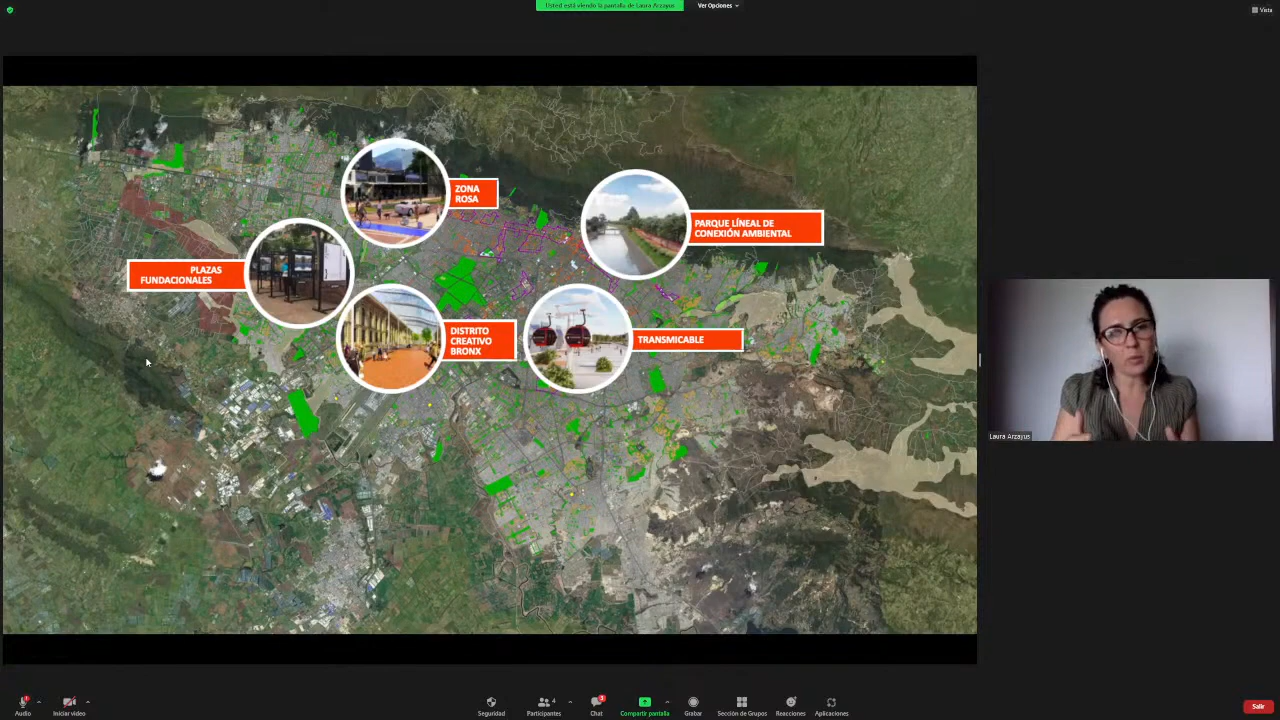 Usted está viendo la pantalla de Laura Arzayus
Ver Opciones
Vista
ZONA
ROSA
PARQUE LÍNEAL DE
CONEXIÓN AMBIENTAL
PLAZAS
FUNDACIONALES
DISTRITO
CREATIVO
BRONX
TRANSMICABLE
Laura Arzayus
Audio
Iniciar video
Seguridad
Participantes
4
Chat
Compartir pantalla
Grabar
Sección de Grupos
Reacciones
Aplicaciones
Salir